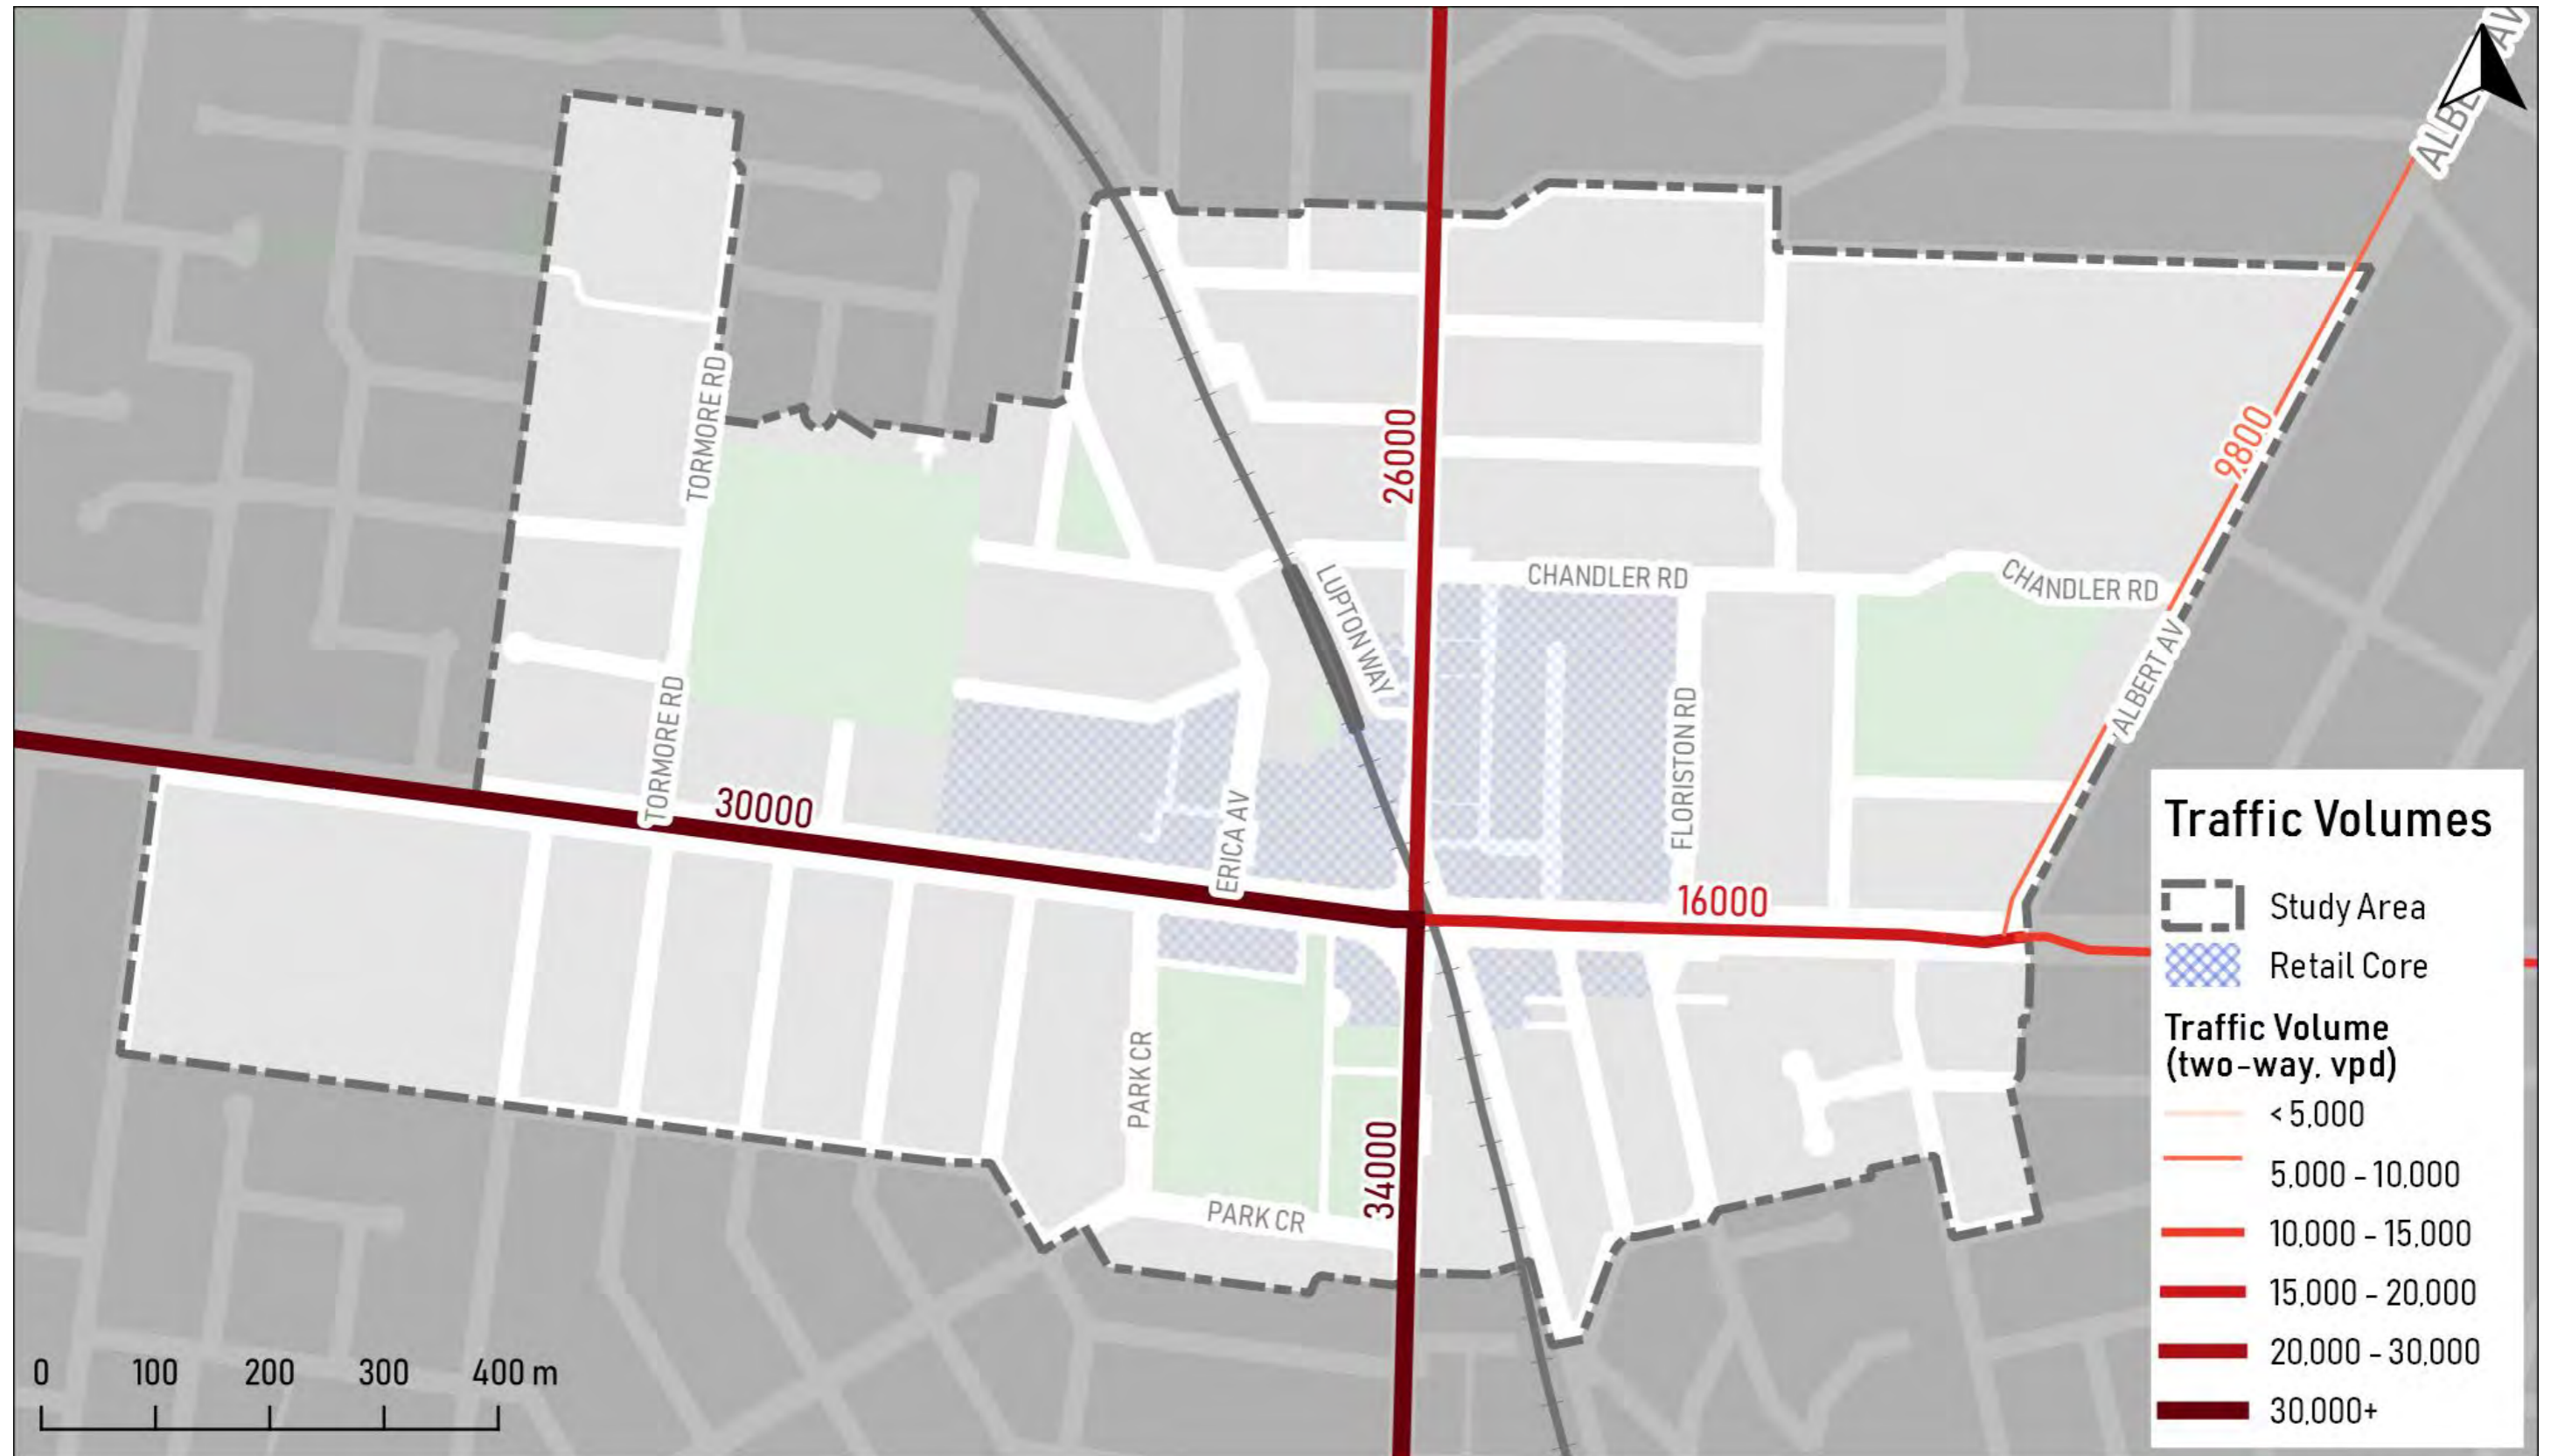 ALBERT AV
TORMORE RD
26000
9800
CHANDLER RD
CHANDLER RD
LUPTON WAY
ALBERT AV
TORMORE RD
FLORISTON RD
30000
ERICA AV
16000
PARK CR
34000
PARK CR
0 100 200 300 400 m
Traffic Volumes
Study Area
Retail Core
Traffic Volume
(two-way, vpd)
< 5,000
5,000 - 10,000
10,000 - 15,000
15,000 - 20,000
20,000 - 30,000
30,000+